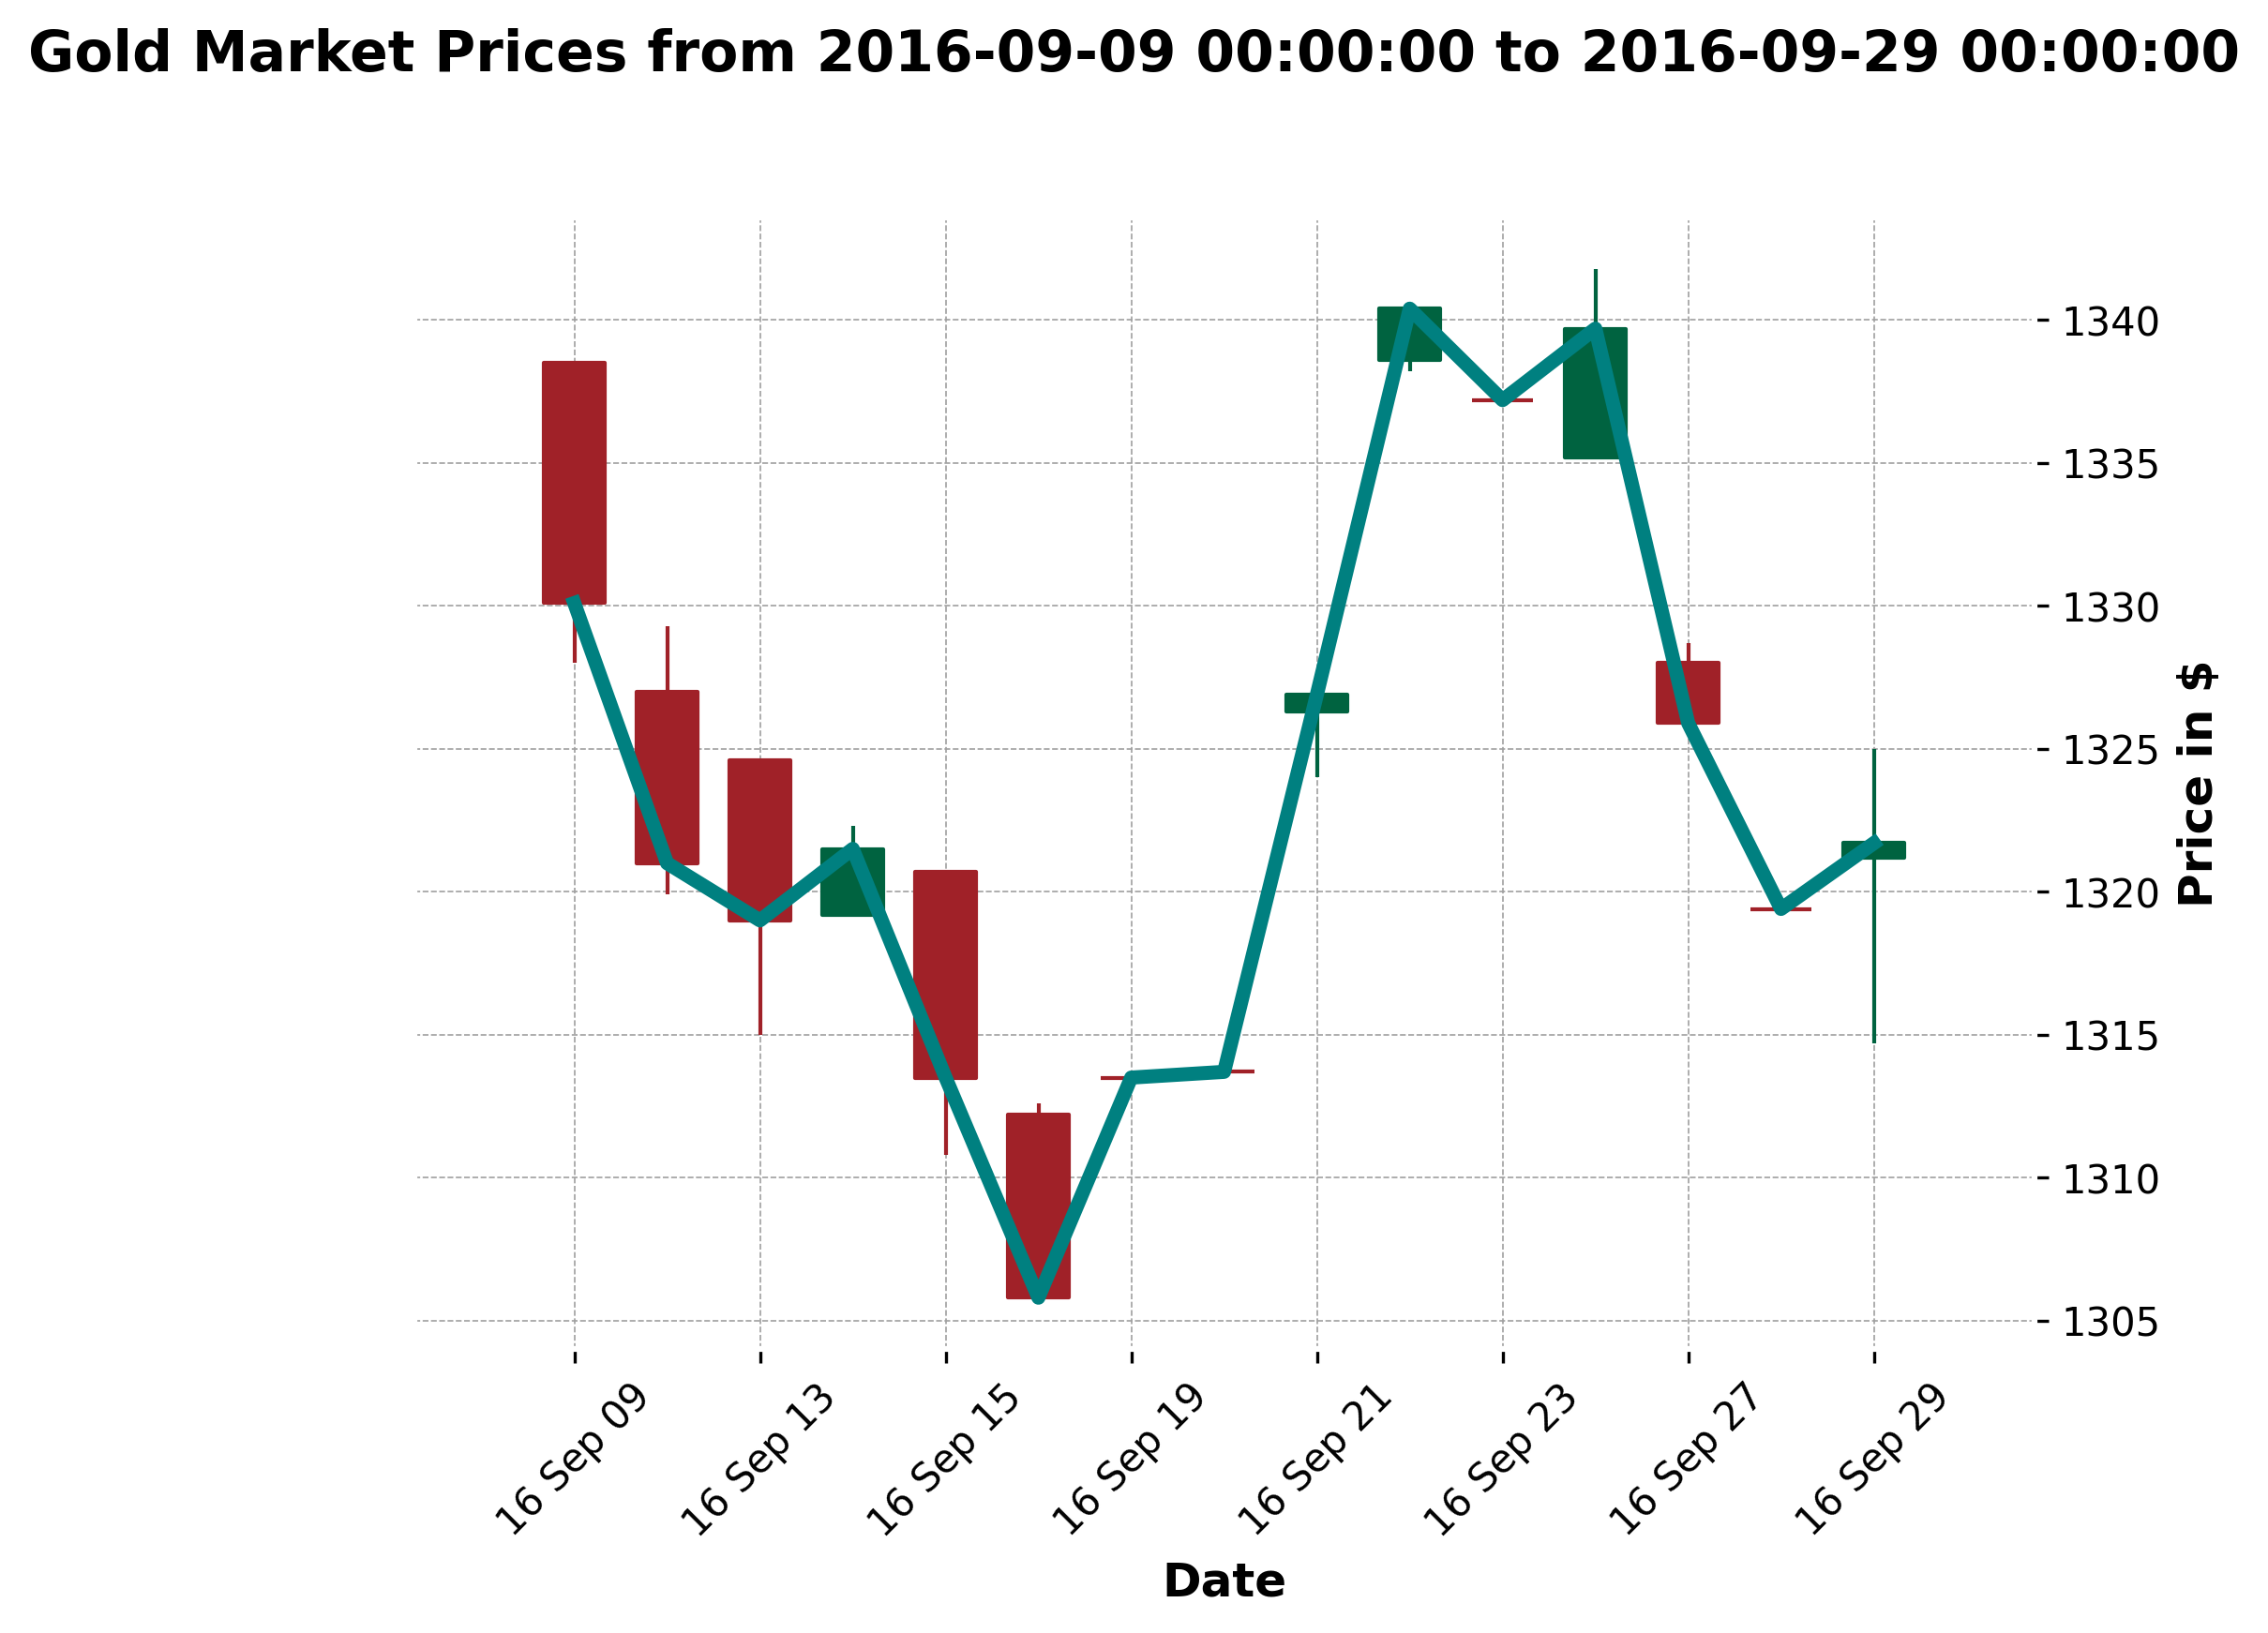 Gold Market Prices from 2016-09-09 00:00:00 to 2016-09-29 00:00:00
1340
1335
1330
1325
1320
1315
1310
1305
Price in $
16 Sep 09
16 Sep 13
16 Sep 15
16 Sep 19
16 Sep 21
16 Sep 23
16 Sep 27
16 Sep 29
Date